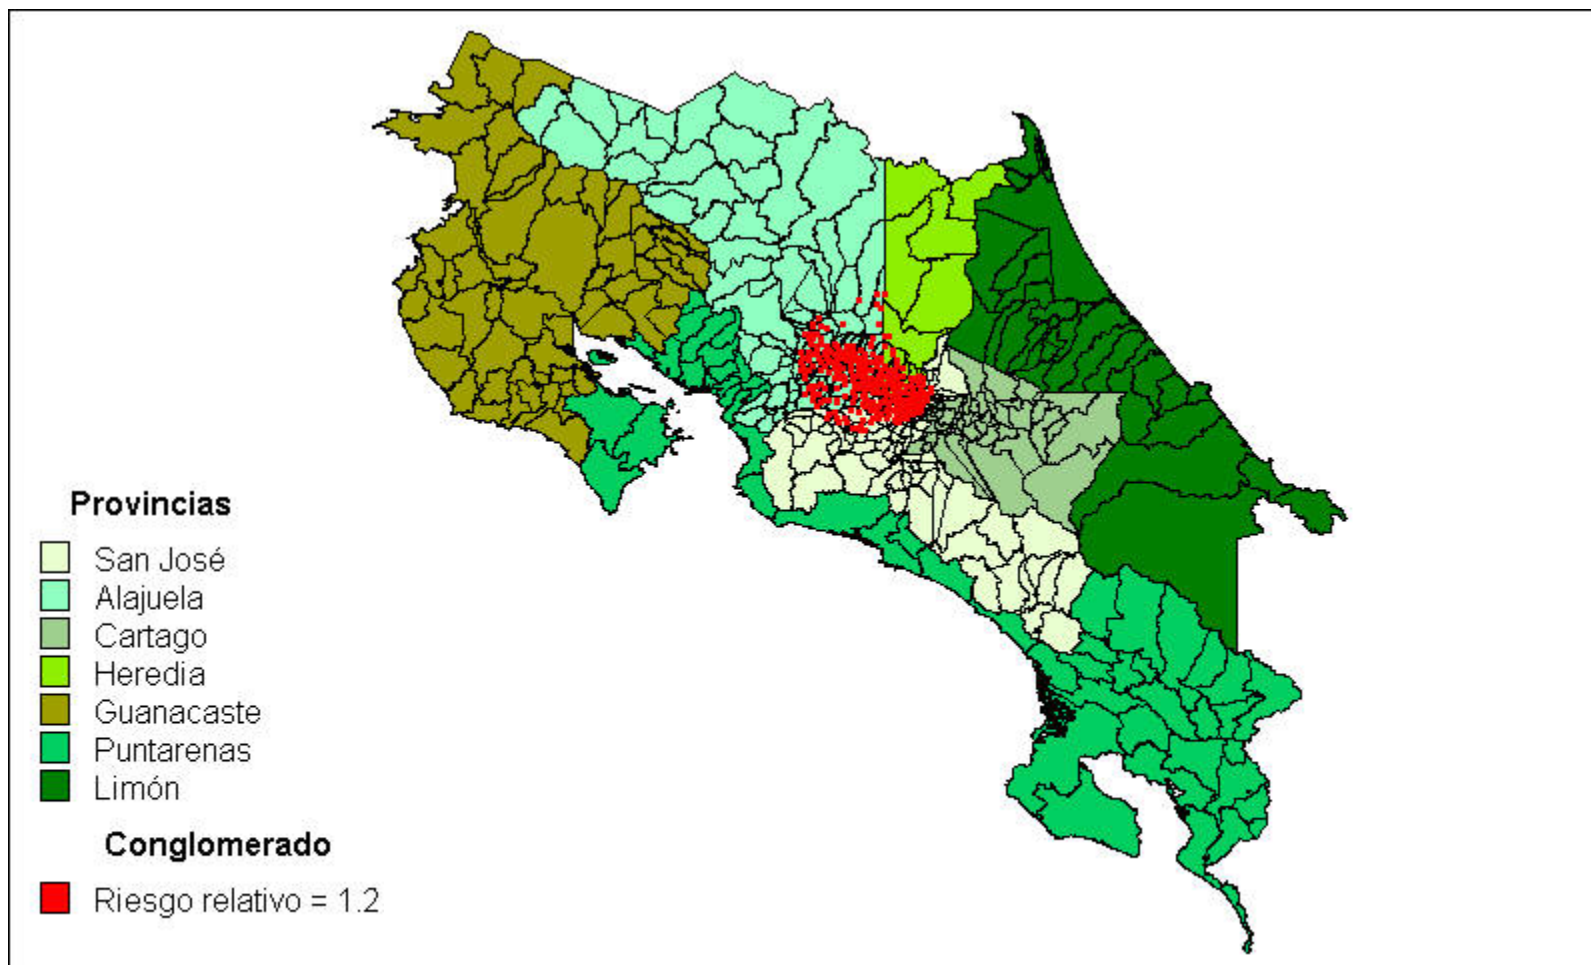 Provincias
San José
Alajuela
Cartago
Heredia
Guanacaste
Puntarenas
Limón
Conglomerado
Riesgo relativo = 1.2